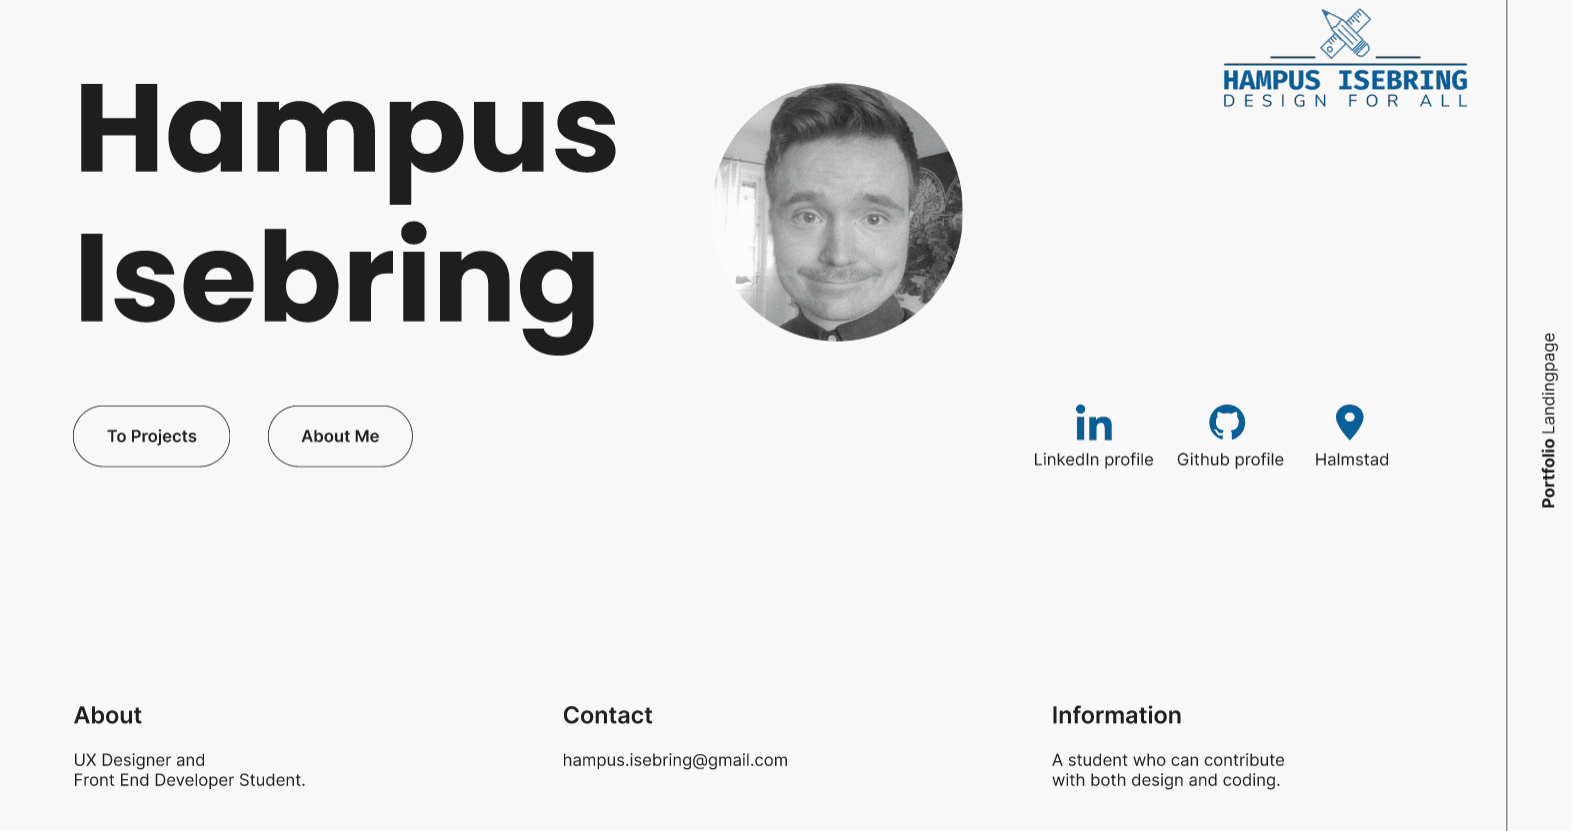 HAMPUS ISEBRING
DESIGN FOR ALL
Hampus
Isebring
To Projects
About Me
LinkedIn profile
Github profile
Halmstad
Portfolio Landingpage
About
UX Designer and
Front End Developer Student.
Contact
hampus.isebring@gmail.com
Information
A student who can contribute
with both design and coding.